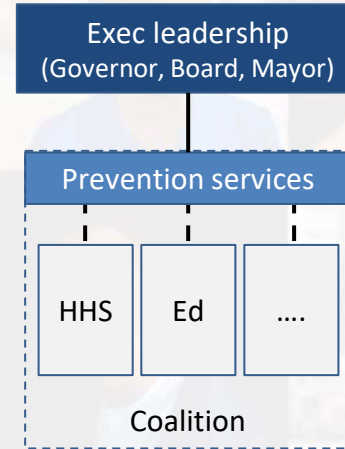 Exec leadership
(Governor, Board, Mayor)
Prevention services
HHS
Ed
....
Coalition